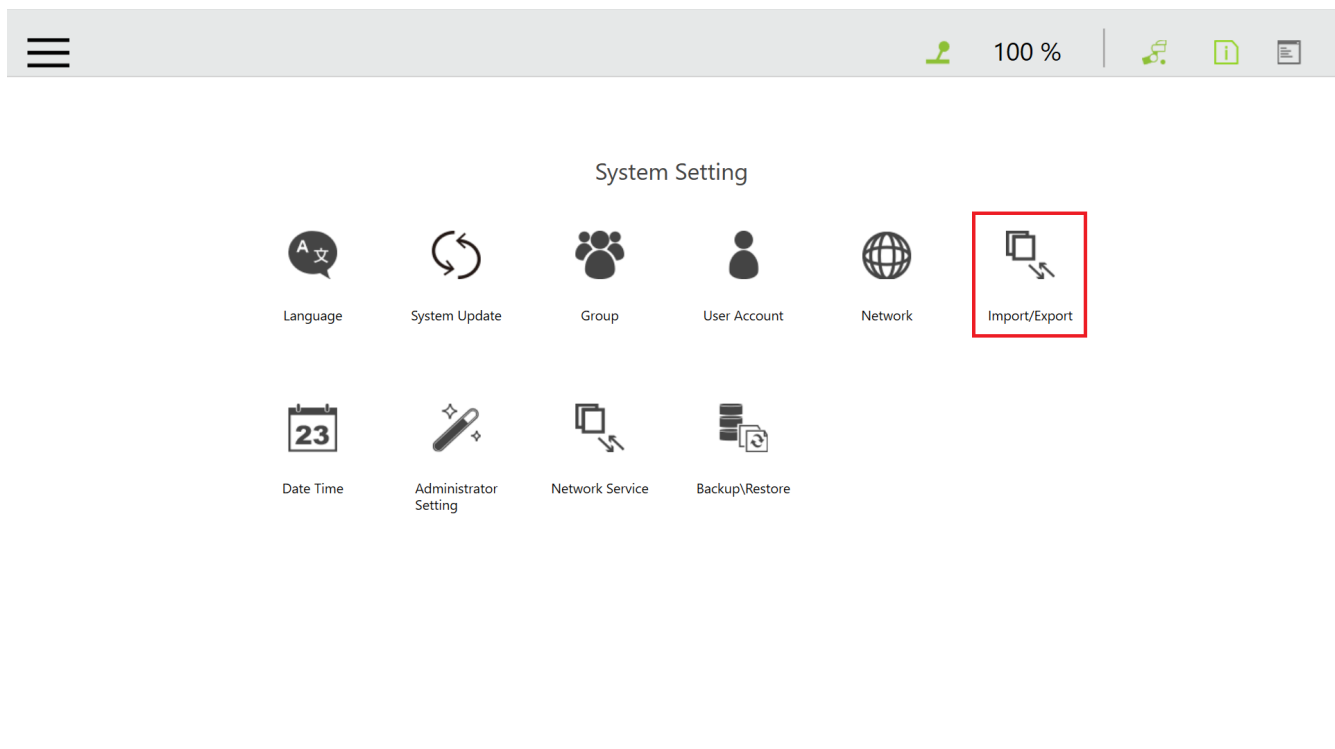 100 %
System Setting
A 文
Language
System Update
Group
User Account
Network
Import/Export
23
Date Time
Administrator
Setting
Network Service
Backup\Restore